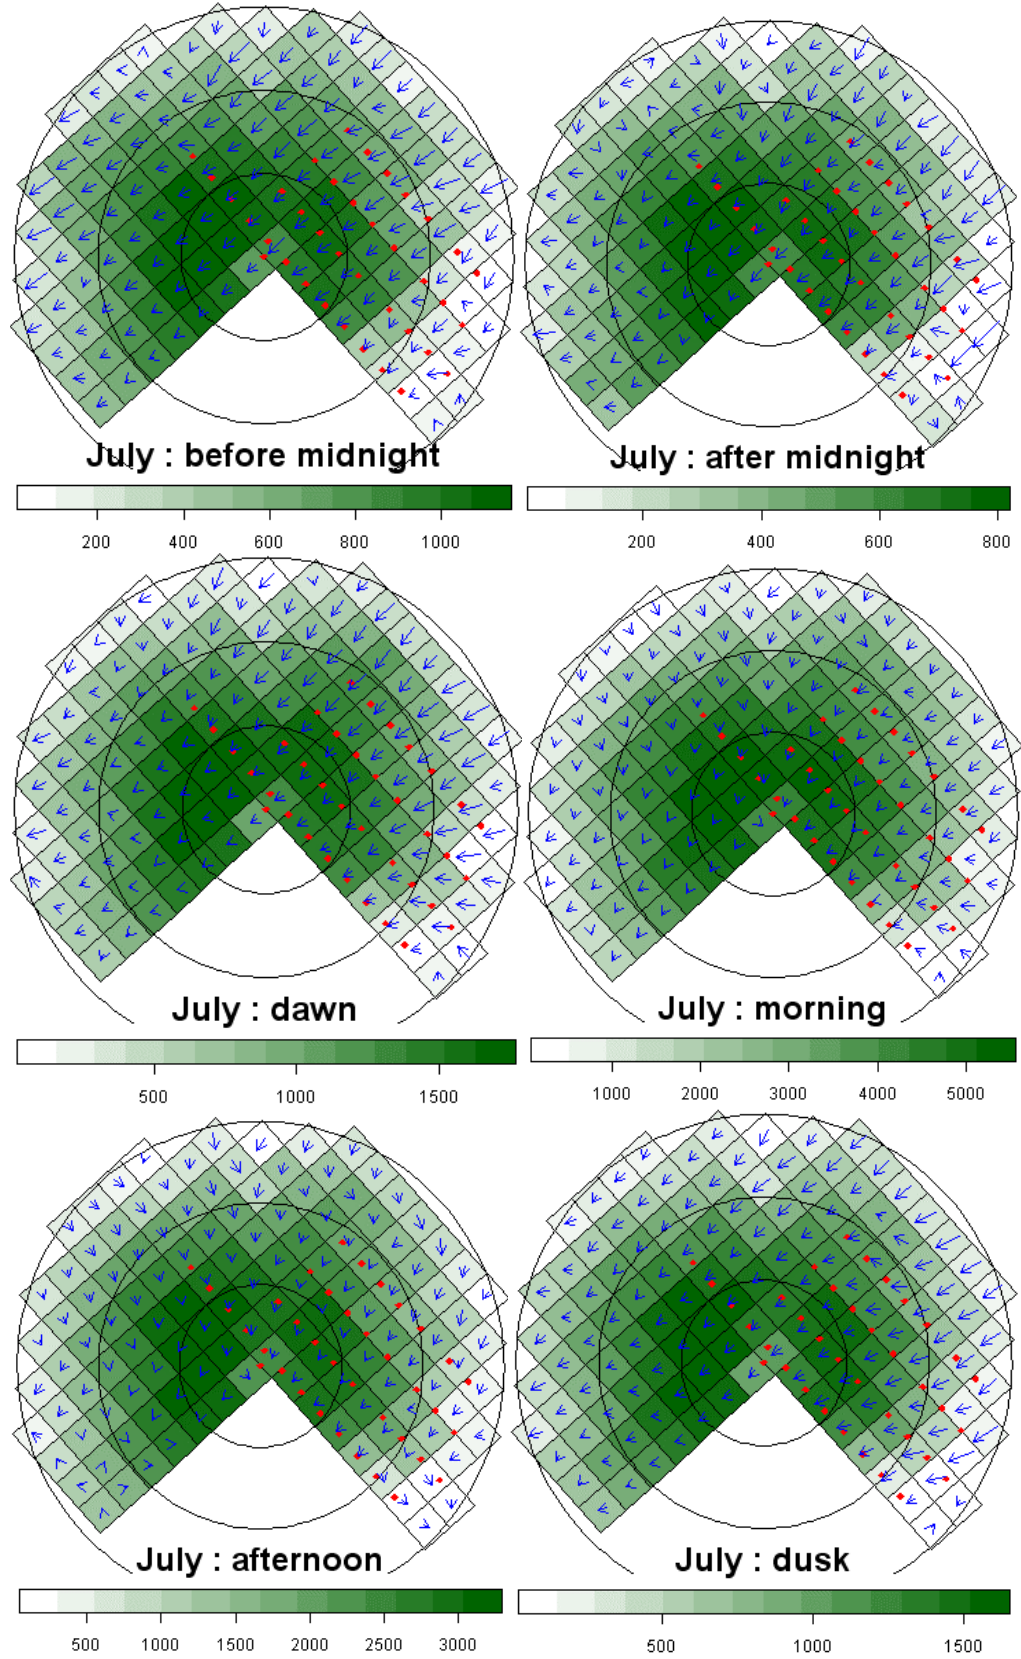 July : before midnight
July : after midnight
200 400 600 800 1000
200 400 600 800
July : dawn
July : morning
500 1000 1500
1000 2000 3000 4000 5000
July : afternoon
July : dusk
500 1000 1500 2000 2500 3000
500 1000 1500